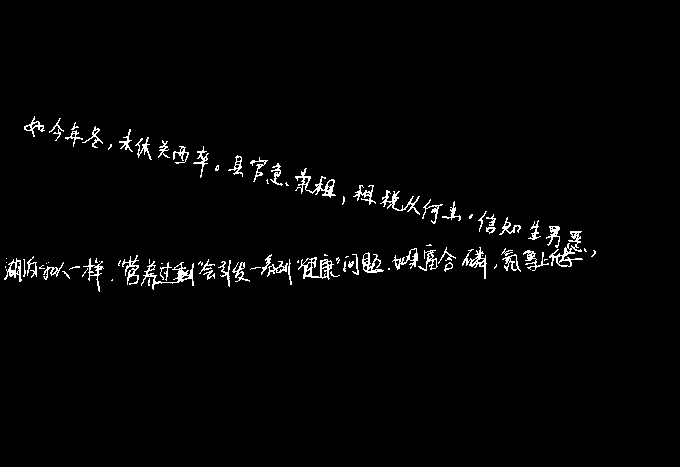 如今年冬,未休关西卒。县官急索租,租税从何出。信知生男恶,
湖泊和人一样,“营养过剩”会引发一系列“健康”问题.如果富含磷,氮等化学,